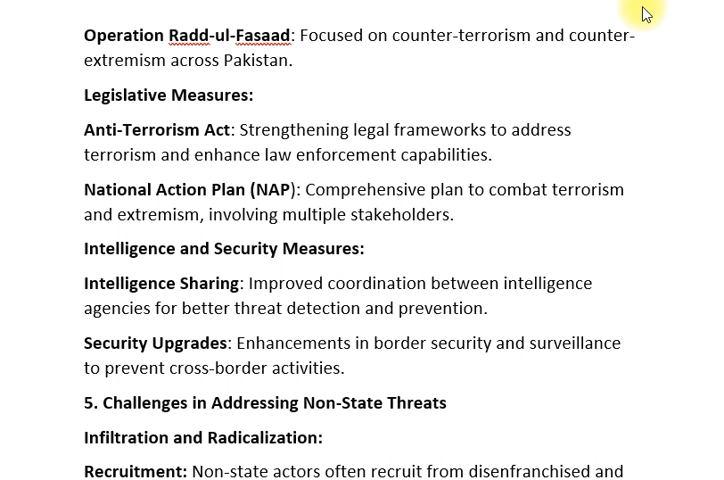 Operation Radd-ul-Fasaad: Focused on counter-terrorism and counter-
extremism across Pakistan.
Legislative Measures:
Anti-Terrorism Act: Strengthening legal frameworks to address
terrorism and enhance law enforcement capabilities.
National Action Plan (NAP): Comprehensive plan to combat terrorism
and extremism, involving multiple stakeholders.
Intelligence and Security Measures:
Intelligence Sharing: Improved coordination between intelligence
agencies for better threat detection and prevention.
Security Upgrades: Enhancements in border security and surveillance
to prevent cross-border activities.
5. Challenges in Addressing Non-State Threats
Infiltration and Radicalization:
Recruitment: Non-state actors often recruit from disenfranchised and